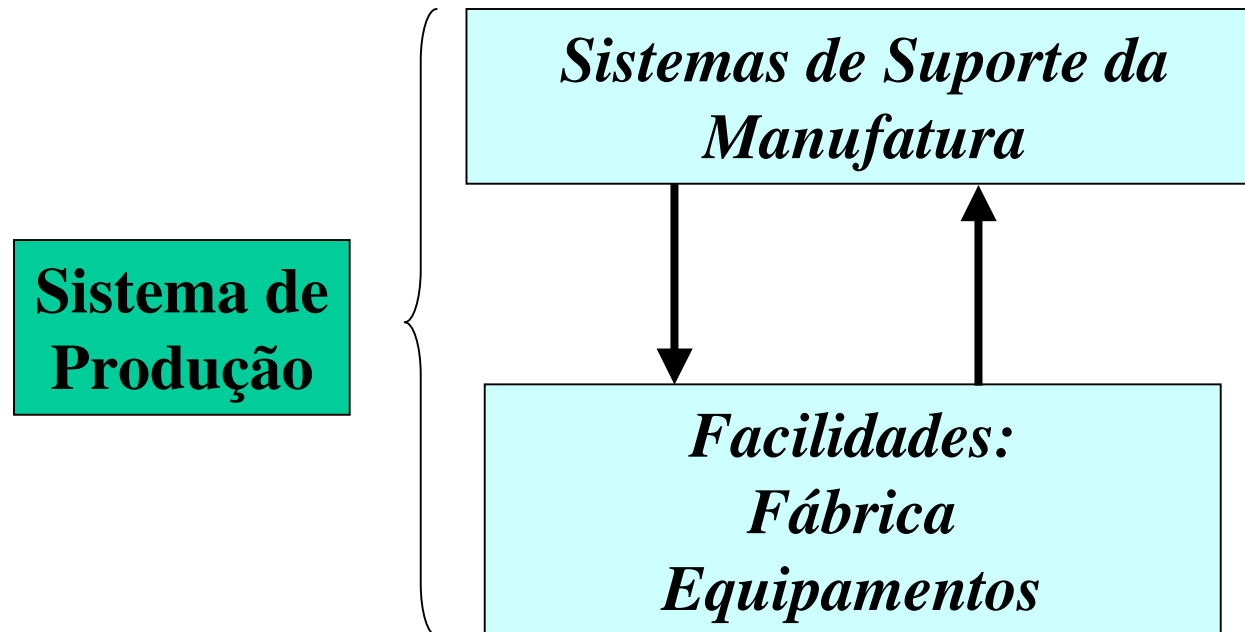 Sistemas de Suporte da
Manufatura
Sistema de
Produção
Facilidades:
Fábrica
Equipamentos